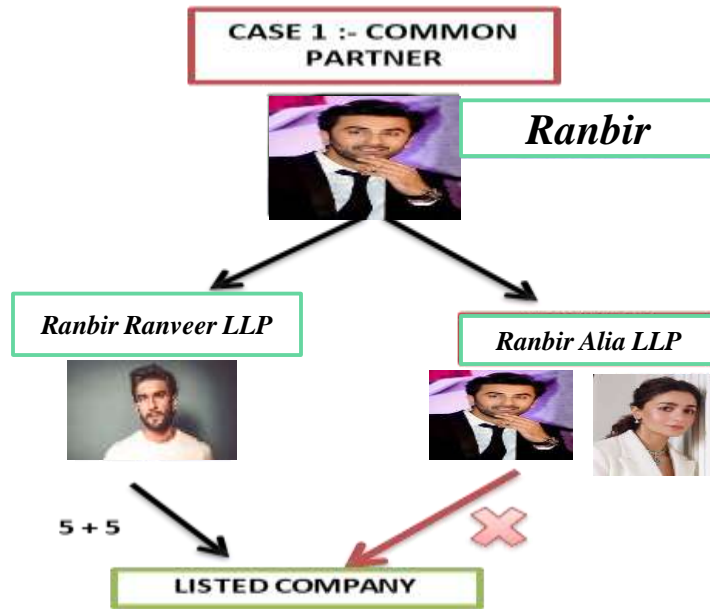 CASE 1 :- COMMON
PARTNER
Ranbir
Ranbir Ranveer LLP
Ranbir Alia LLP
5 + 5
LISTED COMPANY